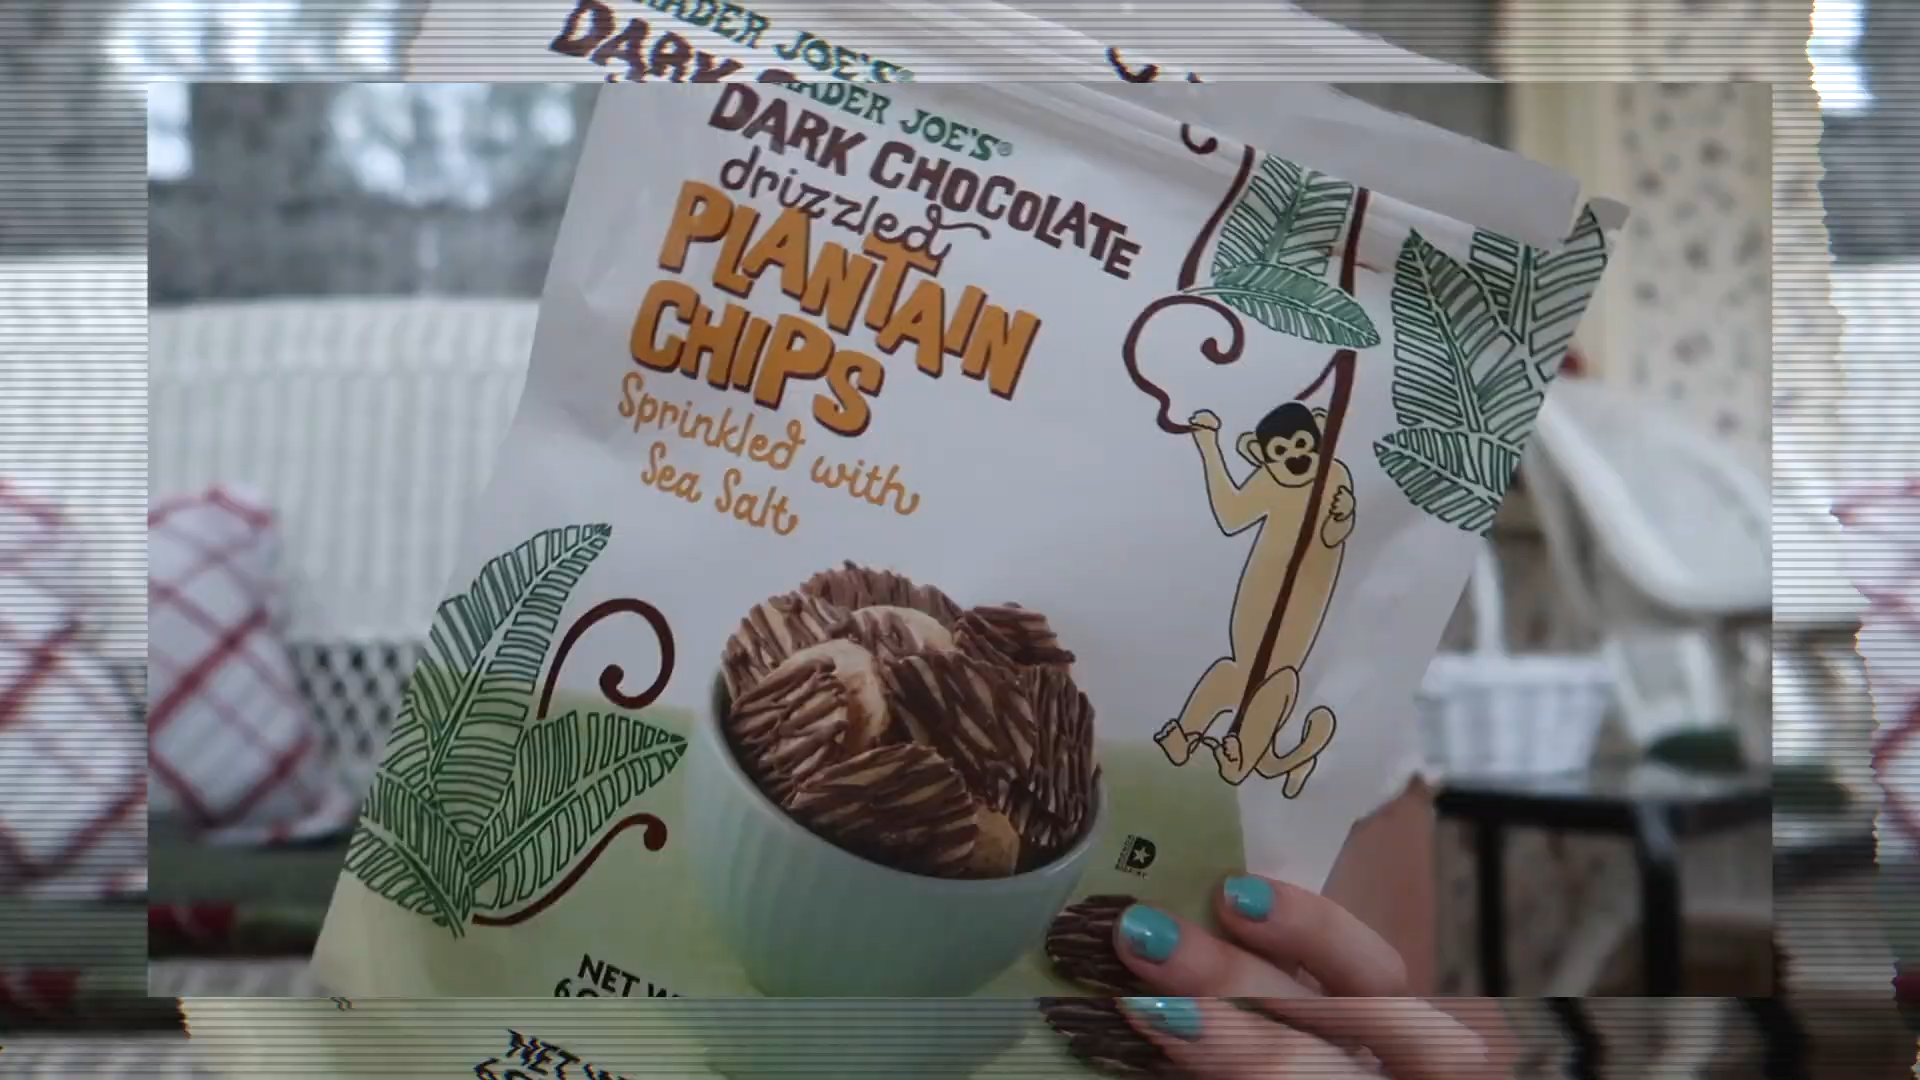 TRADER JOE'S®
DARK CHOCOLATE
drizzled
PLANTAIN
CHIPS
Sprinkled with
Sea Salt
NET